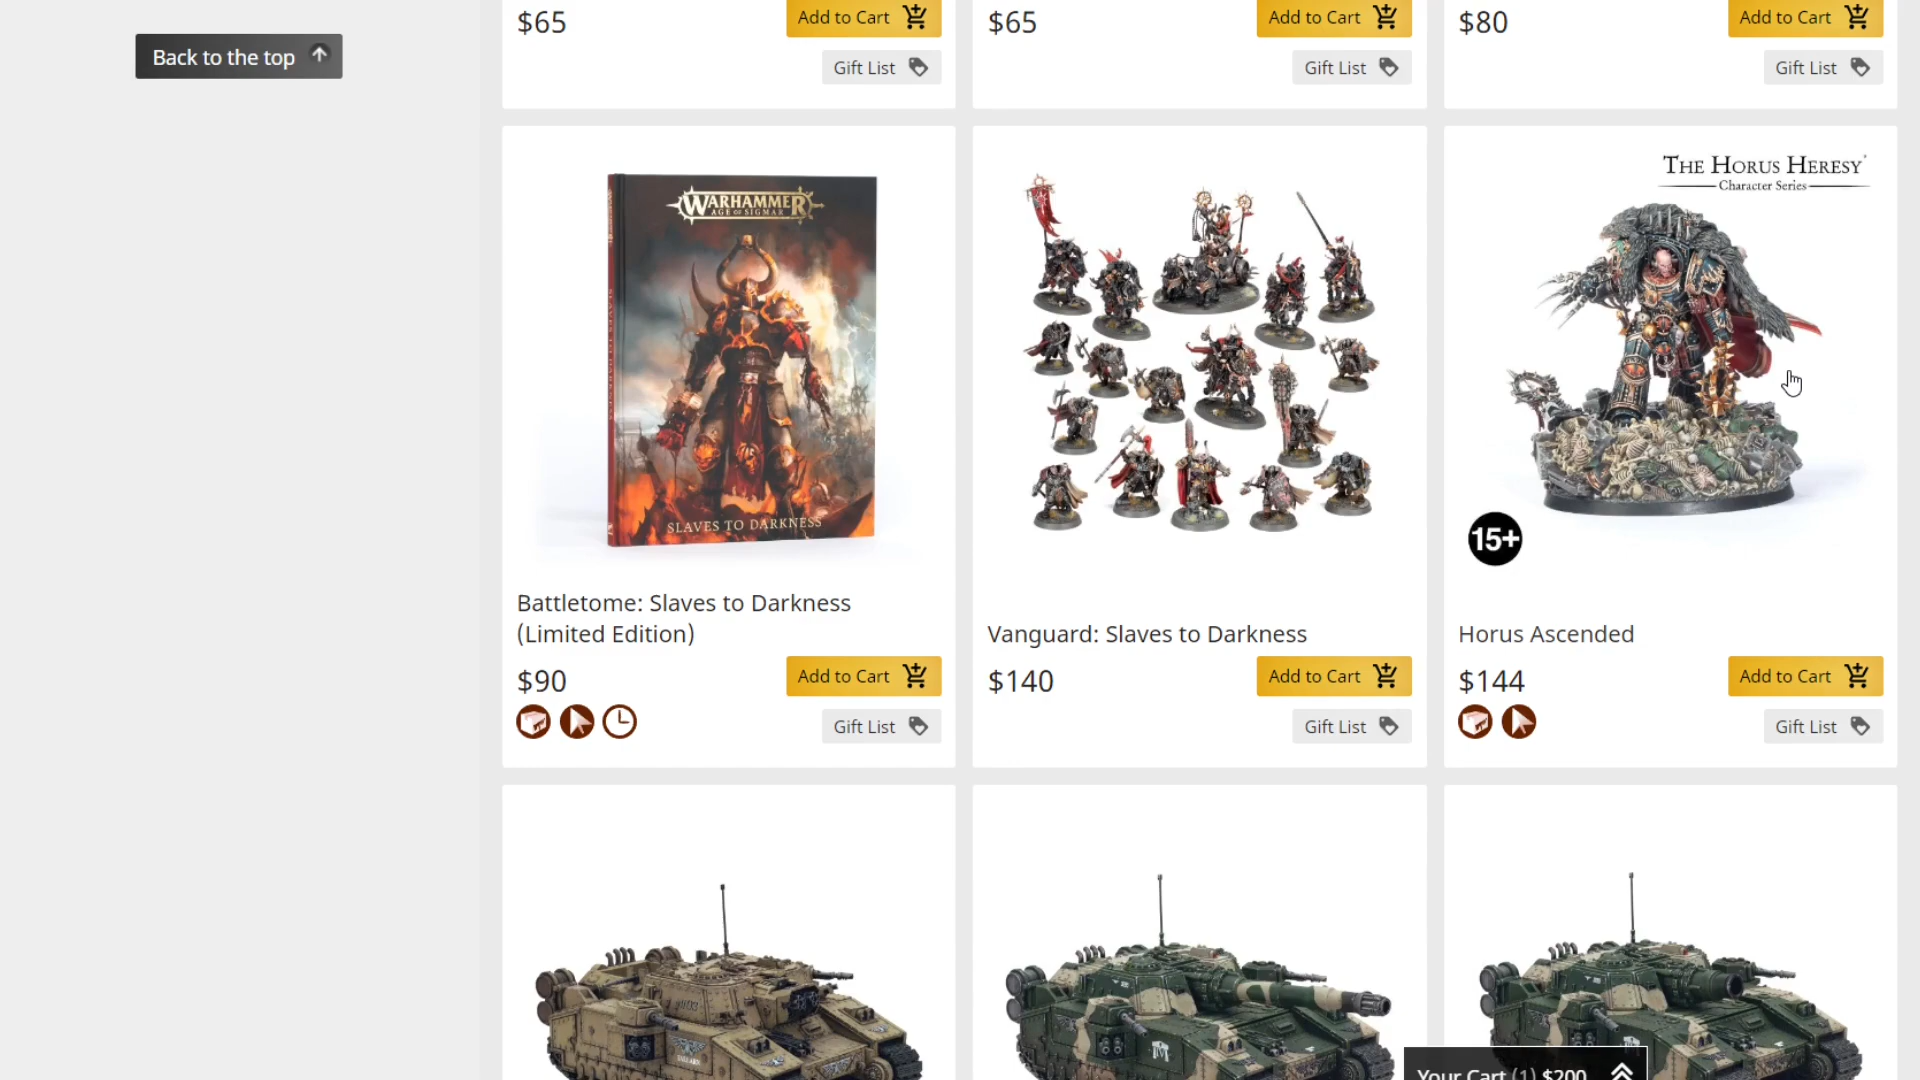 $65
Add to Cart
Gift List
$65
Add to Cart
Gift List
$80
Add to Cart
Gift List
Back to the top
WARHAMMER
AGE OF SIGMAR
SLAVES TO DARKNESS
Battletome: Slaves to Darkness
(Limited Edition)
$90
Add to Cart
Gift List
Vanguard: Slaves to Darkness
$140
Add to Cart
Gift List
THE HORUS HERESY
Character Series
15+
Horus Ascended
$144
Add to Cart
Gift List
Your Cart (1) $200